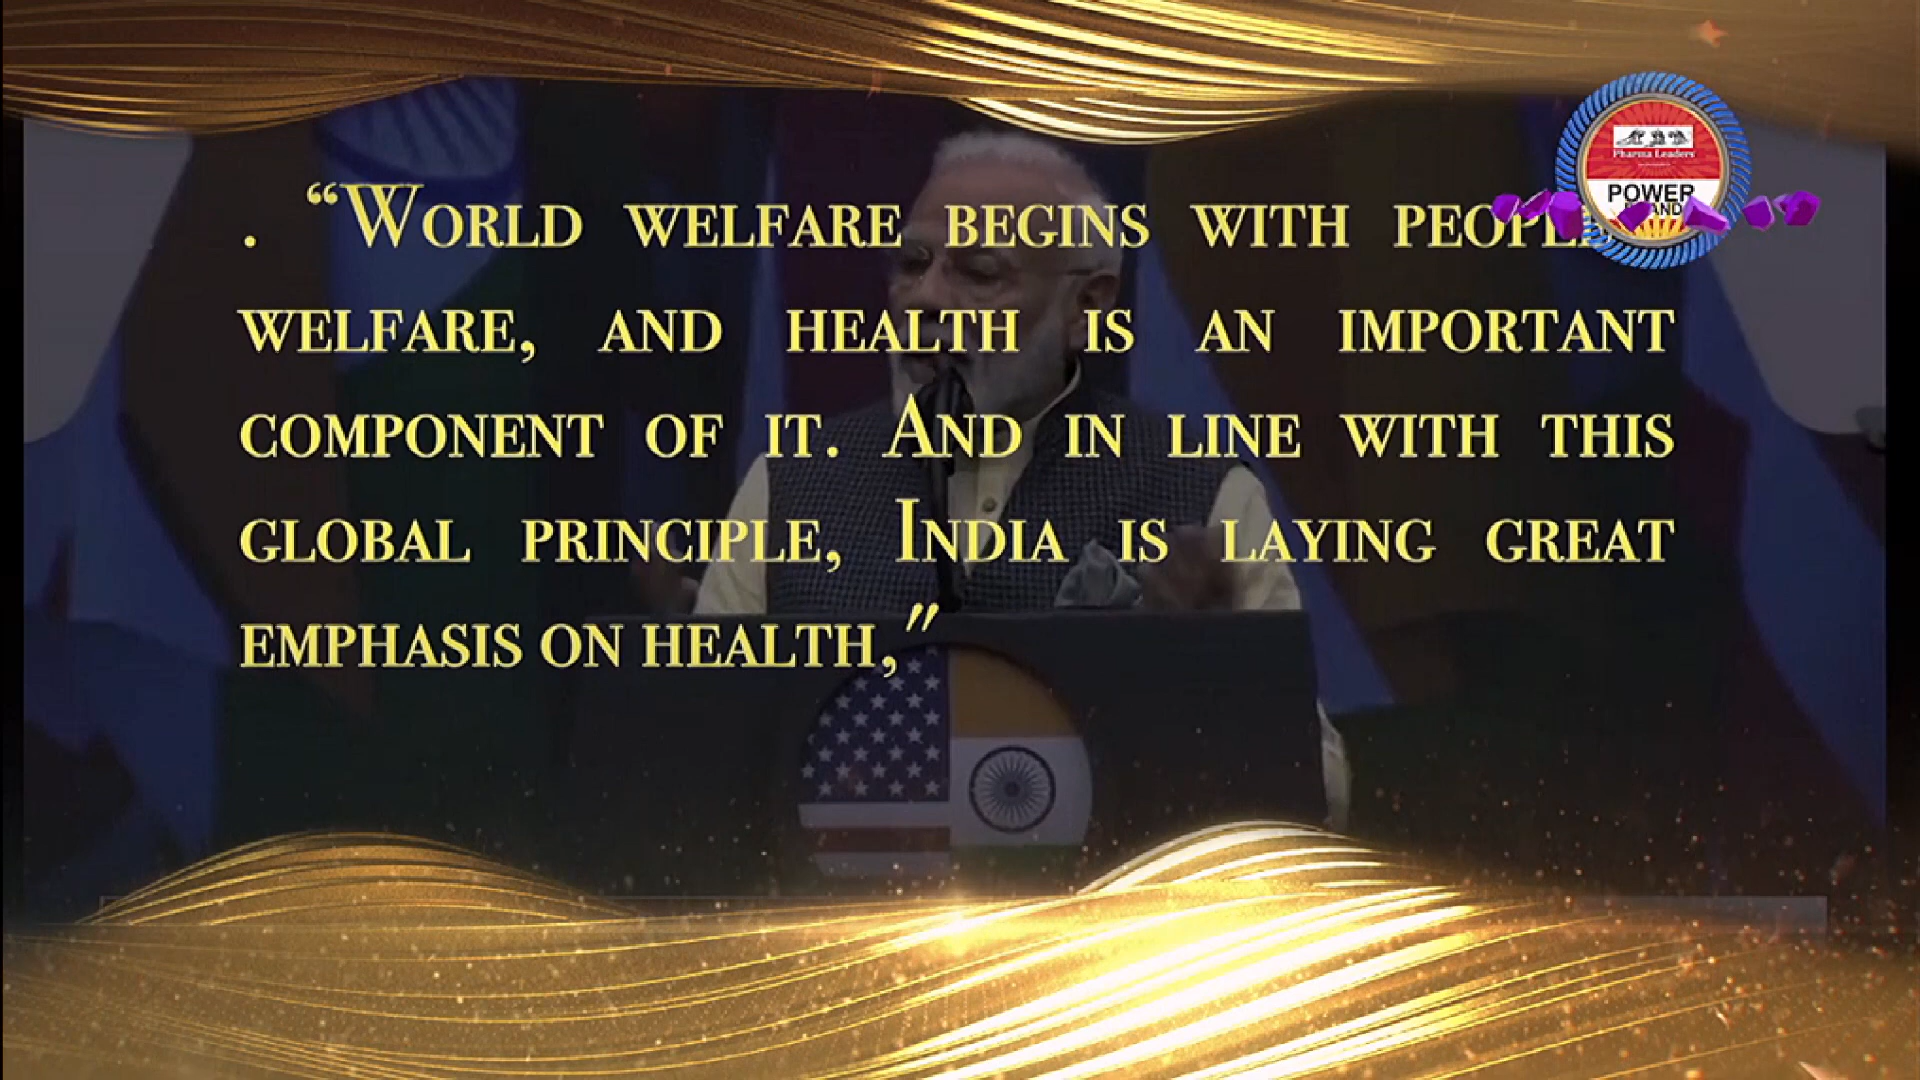 . “World welfare begins with
welfare, and health is an important
component of it. And in line with this
global principle, India is laying great
emphasis on health,”
Pharma Leaders
POWER